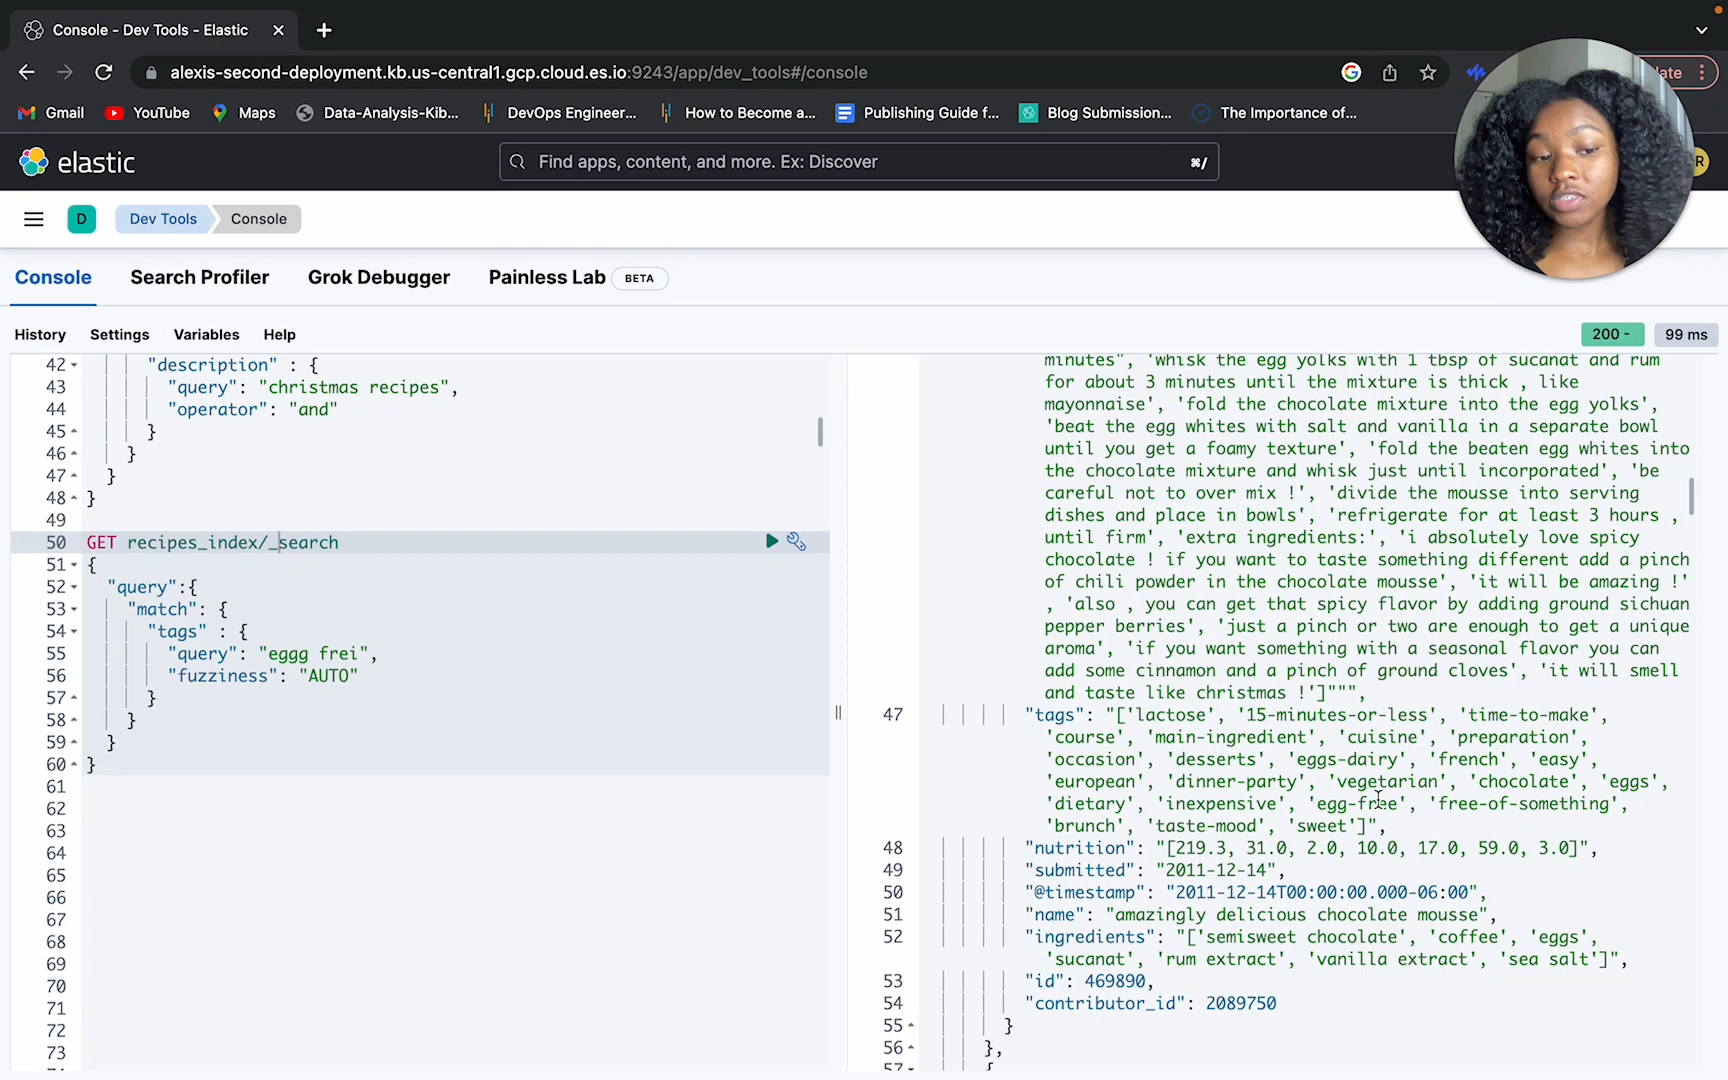 Console - Dev Tools - Elastic
alexis-second-deployment.kb.us-central1.gcp.cloud.es.io:9243/app/dev_tools#/console
Gmail YouTube Maps Data-Analysis-Kib... DevOps Engineer... How to Become a... Publishing Guide f... Blog Submission... The Importance of...
elastic
Find apps, content, and more. Ex: Discover
⌘/
R
D Dev Tools Console
Console Search Profiler Grok Debugger Painless Lab BETA
History Settings Variables Help
200 - 99 ms
42 "description" : {
43 "query": "christmas recipes",
44 "operator": "and"
45 }
46 }
47 }
48 }
49
50 GET recipes_index/_search
51 {
52 "query":{
53 "match": {
54 "tags" : {
55 "query": "eggg frei",
56 "fuzziness": "AUTO"
57 }
58 }
59 }
60 }
61
62
63
64
65
66
67
68
69
70
71
72
73
minutes", 'whisk the egg yolks with 1 tbsp of sucanat and rum
for about 3 minutes until the mixture is thick , like
mayonnaise', 'fold the chocolate mixture into the egg yolks',
'beat the egg whites with salt and vanilla in a separate bowl
until you get a foamy texture', 'fold the beaten egg whites into
the chocolate mixture and whisk just until incorporated', 'be
careful not to over mix !', 'divide the mousse into serving
dishes and place in bowls', 'refrigerate for at least 3 hours ,
until firm', 'extra ingredients:', 'i absolutely love spicy
chocolate ! if you want to taste something different add a pinch
of chili powder in the chocolate mousse', 'it will be amazing !'
, 'also , you can get that spicy flavor by adding ground sichuan
pepper berries', 'just a pinch or two are enough to get a unique
aroma', 'if you want something with a seasonal flavor you can
add some cinnamon and a pinch of ground cloves', 'it will smell
and taste like christmas !']""",
47 "tags": "['lactose', '15-minutes-or-less', 'time-to-make',
'course', 'main-ingredient', 'cuisine', 'preparation',
'occasion', 'desserts', 'eggs-dairy', 'french', 'easy',
'european', 'dinner-party', 'vegetarian', 'chocolate', 'eggs',
'dietary', 'inexpensive', 'egg-free', 'free-of-something',
'brunch', 'taste-mood', 'sweet']",
48 "nutrition": "[219.3, 31.0, 2.0, 10.0, 17.0, 59.0, 3.0]",
49 "submitted": "2011-12-14",
50 "@timestamp": "2011-12-14T00:00:00.000-06:00",
51 "name": "amazingly delicious chocolate mousse",
52 "ingredients": "['semisweet chocolate', 'coffee', 'eggs',
'sucanat', 'rum extract', 'vanilla extract', 'sea salt']",
53 "id": 469890,
54 "contributor_id": 2089750
55 }
56 },
57 {